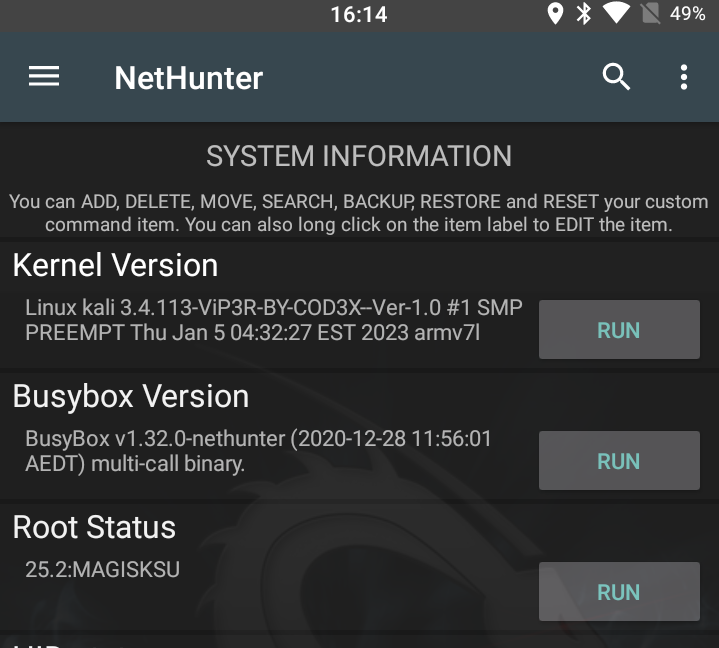 16:14
49%
NetHunter
SYSTEM INFORMATION
You can ADD, DELETE, MOVE, SEARCH, BACKUP, RESTORE and RESET your custom
command item. You can also long click on the item label to EDIT the item.
Kernel Version
Linux kali 3.4.113-ViP3R-BY-COD3X--Ver-1.0 #1 SMP
PREEMPT Thu Jan 5 04:32:27 EST 2023 armv7l
RUN
Busybox Version
BusyBox v1.32.0-nethunter (2020-12-28 11:56:01
AEDT) multi-call binary.
RUN
Root Status
25.2:MAGISKSU
RUN